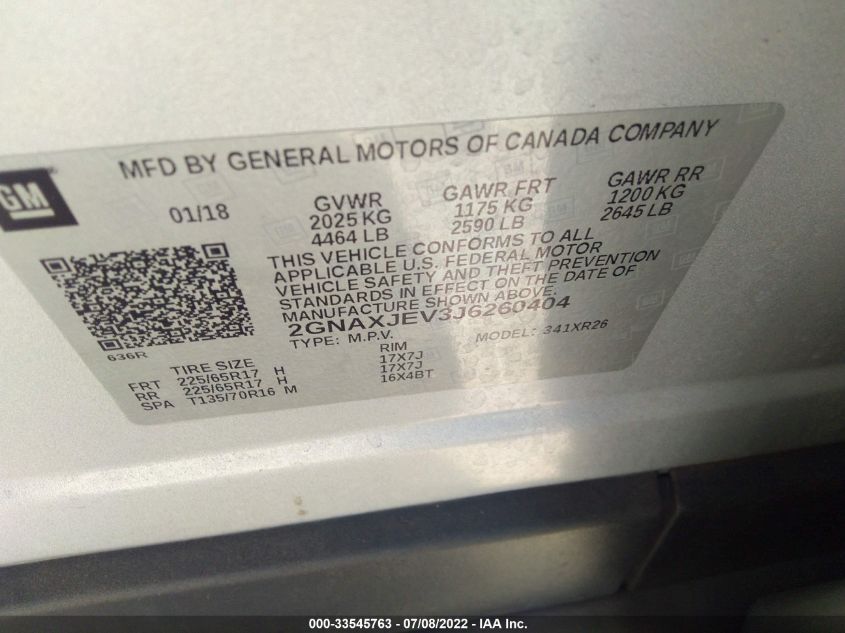 MFD BY GENERAL MOTORS OF CANADA COMPANY
GM
01/18 GVWR GAWR FRT GAWR RR
2025 KG 1175 KG 1200 KG
4464 LB 2590 LB 2645 LB
THIS VEHICLE CONFORMS TO ALL
APPLICABLE U.S. FEDERAL MOTOR
VEHICLE SAFETY AND THEFT PREVENTION
STANDARDS IN EFFECT ON THE DATE OF
MANUFACTURE SHOWN ABOVE.
2GNAXJEV3J6260404
TYPE: M.P.V. MODEL: 341XR26
636R
TIRE SIZE RIM
FRT 225/65R17 H 17X7J
RR 225/65R17 H 17X7J
SPA T135/70R16 M 16X4BT
000-33545763 - 07/08/2022 - IAA Inc.